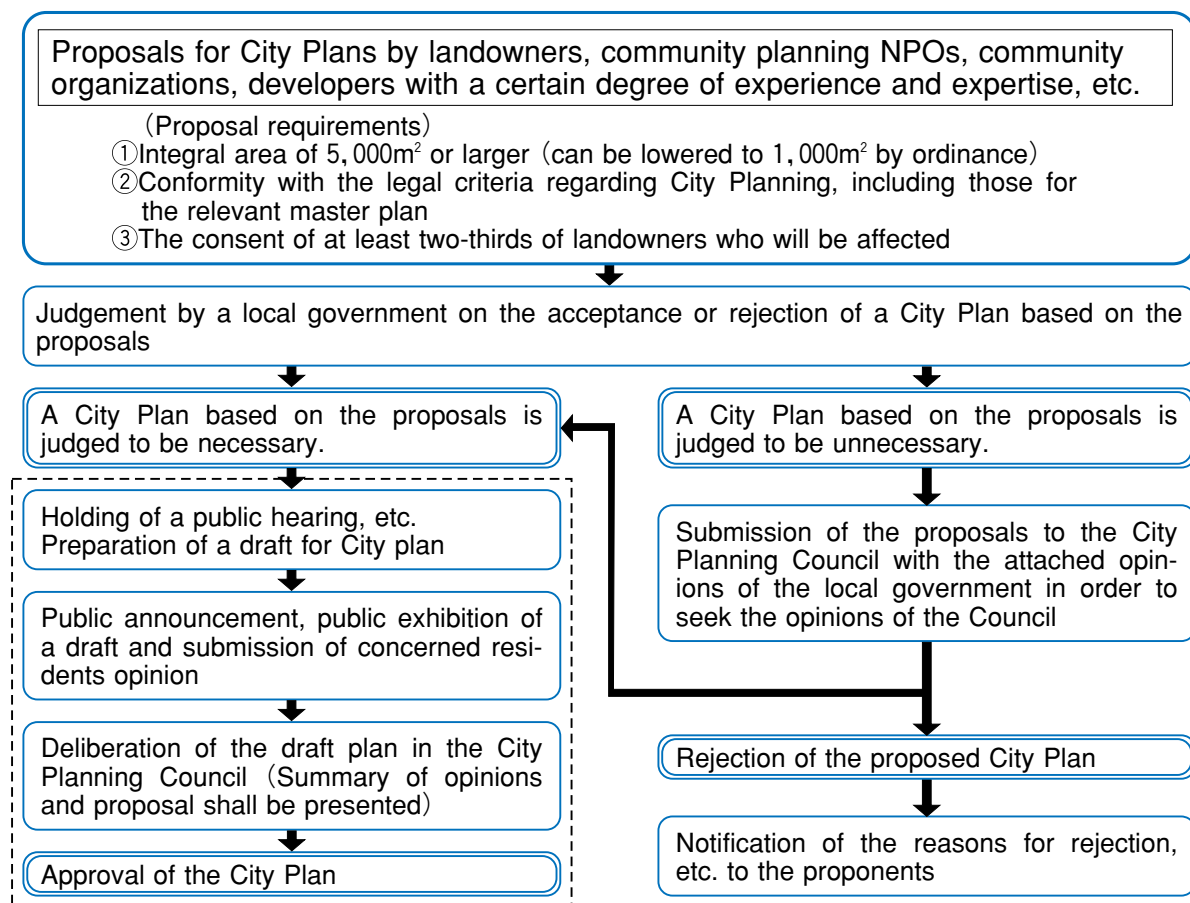 Proposals for City Plans by landowners, community planning NPOs, community
organizations, developers with a certain degree of experience and expertise, etc.
（Proposal requirements）
①Integral area of 5,000m² or larger（can be lowered to 1,000m² by ordinance）
②Conformity with the legal criteria regarding City Planning, including those for
the relevant master plan
③The consent of at least two-thirds of landowners who will be affected
Judgement by a local government on the acceptance or rejection of a City Plan based on the
proposals
A City Plan based on the proposals is
judged to be necessary.
Holding of a public hearing, etc.
Preparation of a draft for City plan
Public announcement, public exhibition of
a draft and submission of concerned resi-
dents opinion
Deliberation of the draft plan in the City
Planning Council（Summary of opinions
and proposal shall be presented）
Approval of the City Plan
A City Plan based on the proposals is
judged to be unnecessary.
Submission of the proposals to the City
Planning Council with the attached opin-
ions of the local government in order to
seek the opinions of the Council
Rejection of the proposed City Plan
Notification of the reasons for rejection,
etc. to the proponents